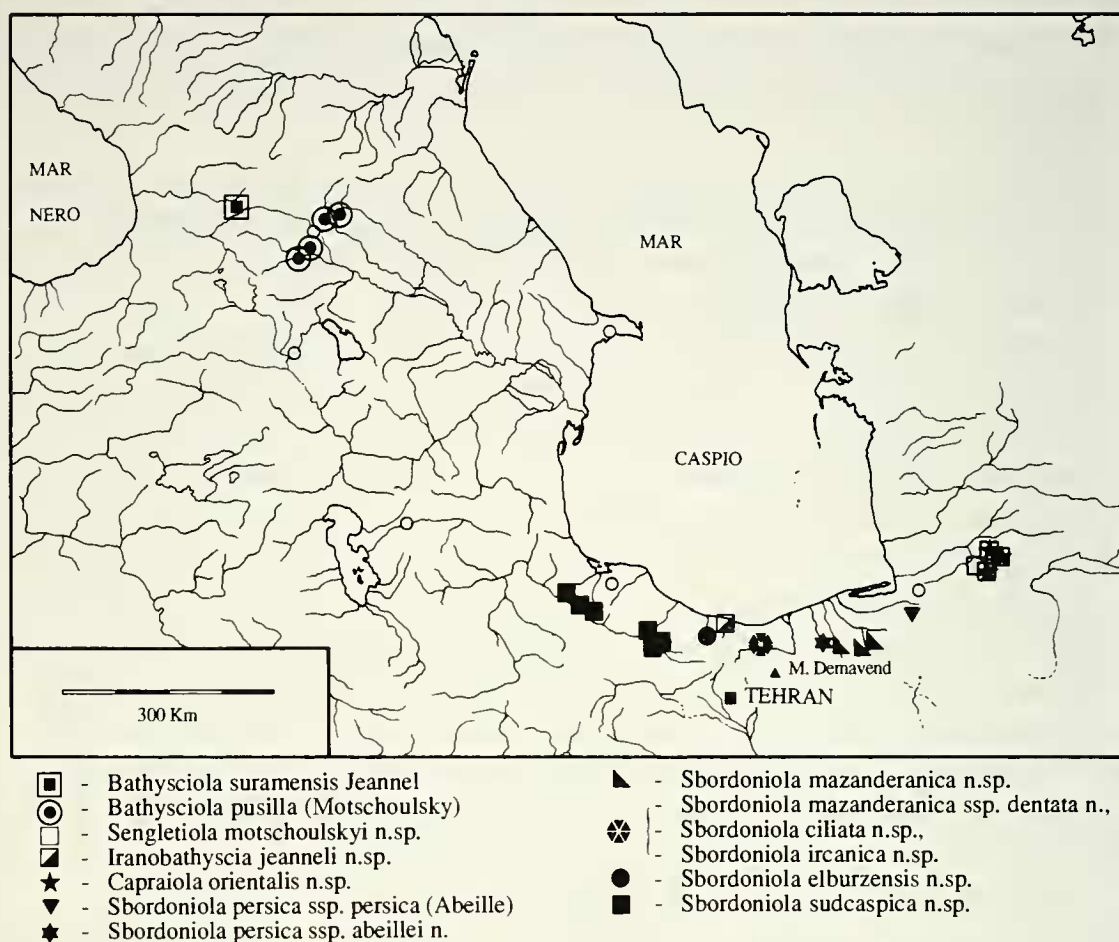 MAR
NERO
MAR
CASPIO
M. Demavend
TEHRAN
300 Km
- Bathysciola suramensis Jeannel
- Bathysciola pusilla (Motschoulsky)
- Sengletiola motschoulskyi n.sp.
- Iranobathyscia jeanneli n.sp.
- Capraiola orientalis n.sp.
- Sbordoniola persica ssp. persica (Abeille)
- Sbordoniola persica ssp. abeillei n.
- Sbordoniola mazanderanica n.sp.
- Sbordoniola mazanderanica ssp. dentata n.,
- Sbordoniola ciliata n.sp.,
- Sbordoniola ircanica n.sp.
- Sbordoniola elburzensis n.sp.
- Sbordoniola sudcaspica n.sp.